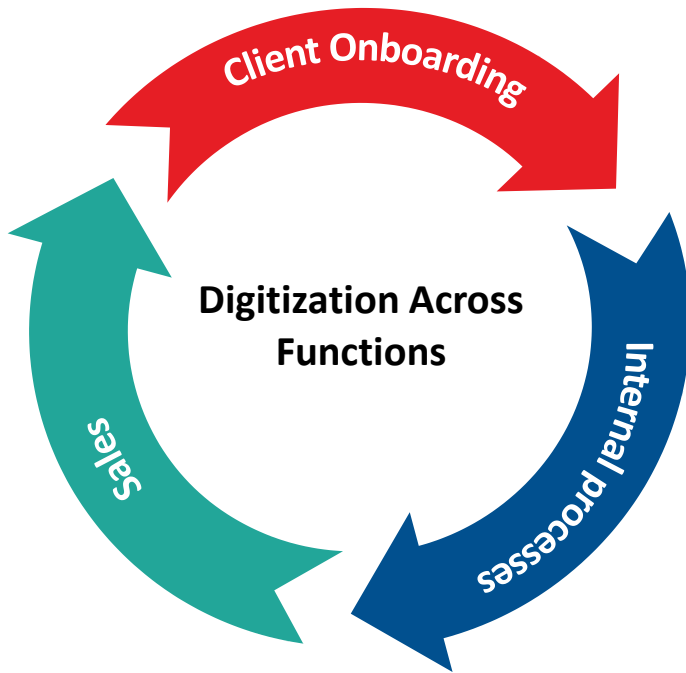 Client Onboarding
Digitization Across
Functions
Internal processes
Sales